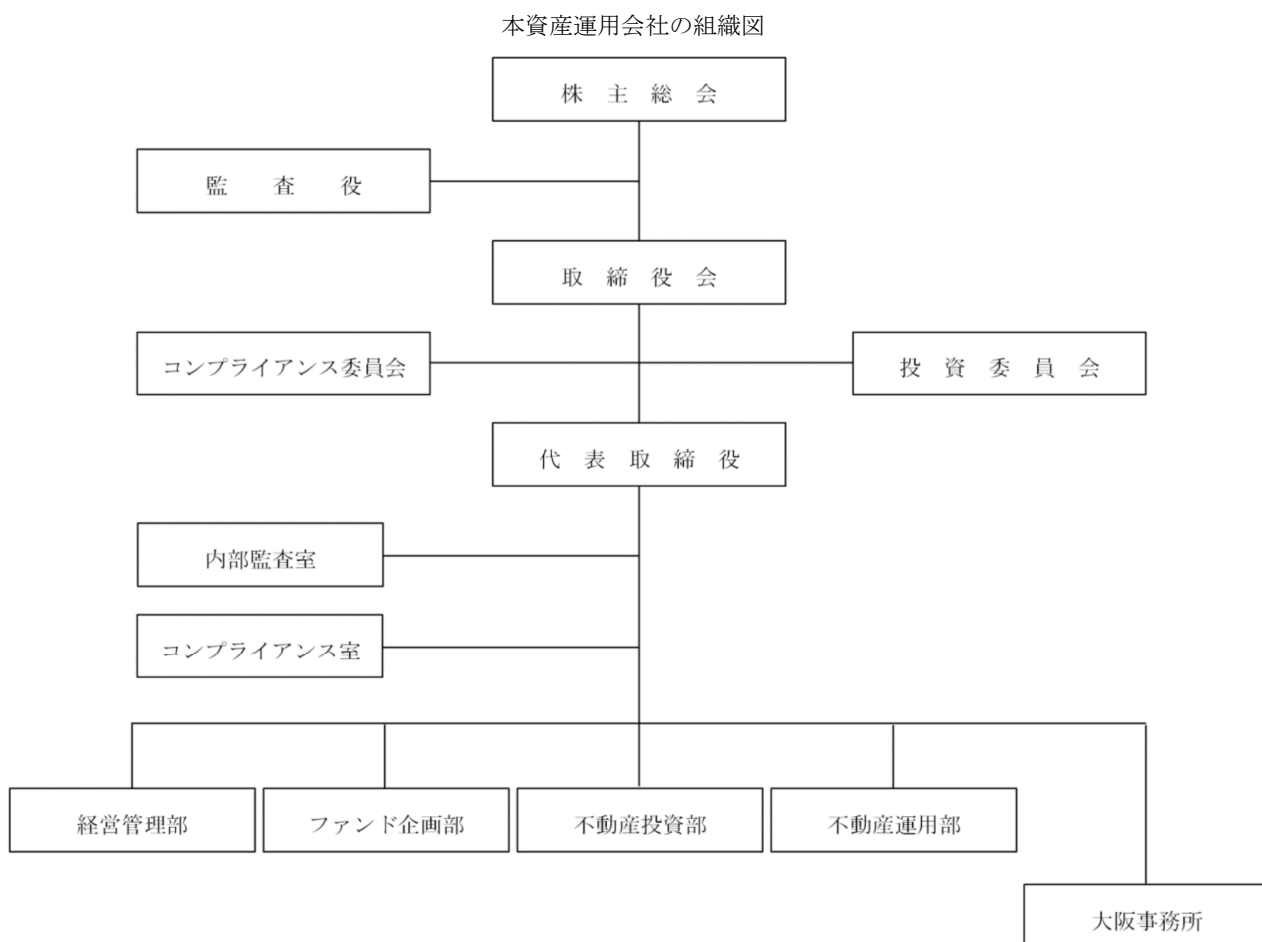 本資産運用会社の組織図
株　主　総　会
監　　査　　役
取　締　役　会
コンプライアンス委員会
投　資　委　員　会
代　表　取　締　役
内部監査室
コンプライアンス室
経営管理部
ファンド企画部
不動産投資部
不動産運用部
大阪事務所